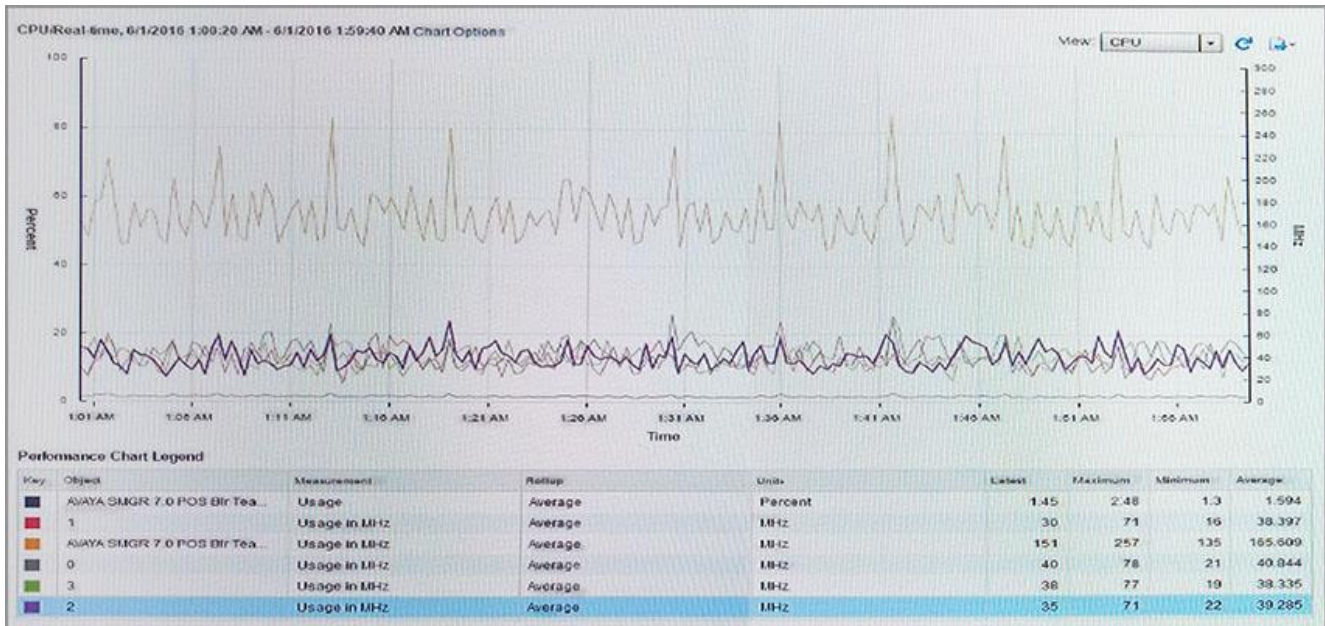 CPU/Real-time, 6/1/2016 1:00:20 AM - 6/1/2016 1:59:40 AM Chart Options
View: CPU
100
80
60
40
20
0
Percent
300
280
260
240
220
200
180
160
140
120
100
80
60
40
20
0
MHz
1:01 AM 1:06 AM 1:11 AM 1:16 AM 1:21 AM 1:26 AM 1:31 AM 1:36 AM 1:41 AM 1:46 AM 1:51 AM 1:56 AM
Time
Performance Chart Legend
Key Object Measurement Rollup Units Latest Maximum Minimum Average
AVAYA SMGR 7.0 POS Blr Tea... Usage Average Percent 1.45 2.48 1.3 1.594
1 Usage in MHz Average MHz 30 71 16 38.397
AVAYA SMGR 7.0 POS Blr Tea... Usage in MHz Average MHz 151 257 135 165.609
0 Usage in MHz Average MHz 40 78 21 40.844
3 Usage in MHz Average MHz 38 77 19 38.335
2 Usage in MHz Average MHz 35 71 22 39.285